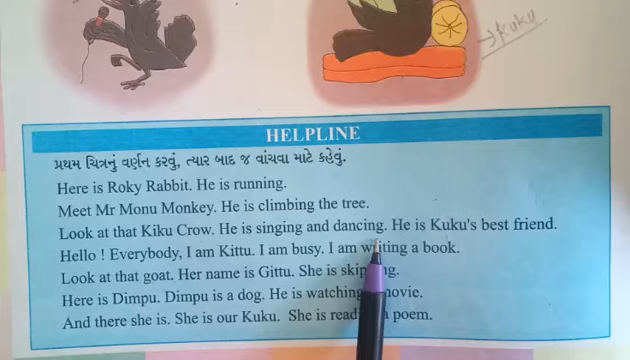 → Kuku
HELPLINE
પ્રથમ ચિત્રનું વર્ણન કરવું, ત્યાર બાદ જ વાંચવા માટે કહેવું.
Here is Roky Rabbit. He is running.
Meet Mr Monu Monkey. He is climbing the tree.
Look at that Kiku Crow. He is singing and dancing. He is Kuku's best friend.
Hello ! Everybody, I am Kittu. I am busy. I am writing a book.
Look at that goat. Her name is Gittu. She is skipping.
Here is Dimpu. Dimpu is a dog. He is watching movie.
And there she is. She is our Kuku. She is reading a poem.